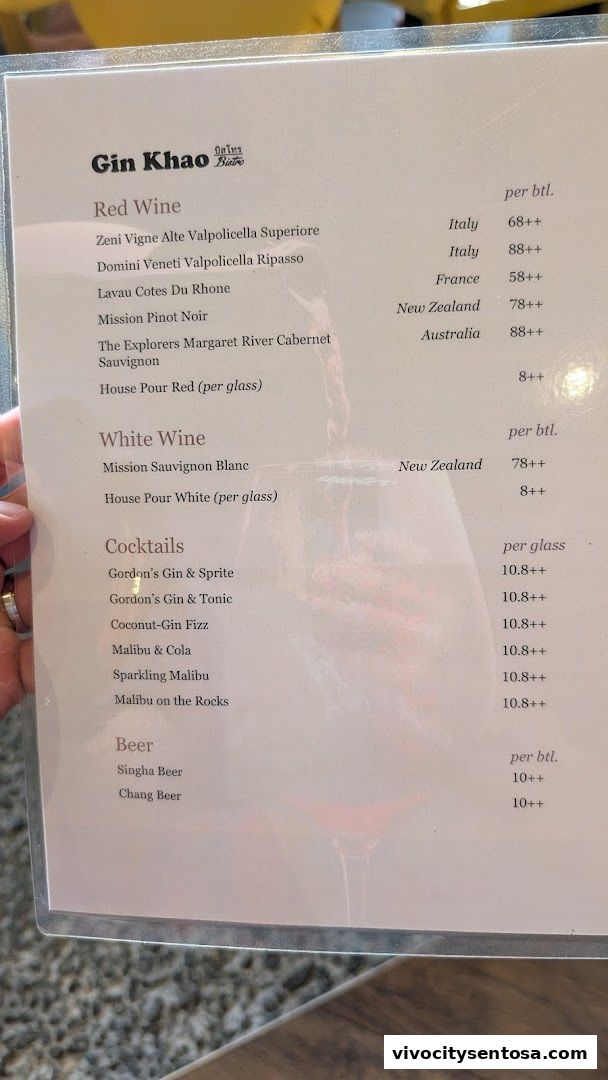 Gin Khao บิสโทร
Bistro
Red Wine per btl.
Zeni Vigne Alte Valpolicella Superiore Italy 68++
Domini Veneti Valpolicella Ripasso Italy 88++
Lavau Cotes Du Rhone France 58++
Mission Pinot Noir New Zealand 78++
The Explorers Margaret River Cabernet Australia 88++
Sauvignon
House Pour Red (per glass) 8++
White Wine per btl.
Mission Sauvignon Blanc New Zealand 78++
House Pour White (per glass) 8++
Cocktails per glass
Gordon's Gin & Sprite 10.8++
Gordon's Gin & Tonic 10.8++
Coconut-Gin Fizz 10.8++
Malibu & Cola 10.8++
Sparkling Malibu 10.8++
Malibu on the Rocks 10.8++
Beer per btl.
Singha Beer 10++
Chang Beer 10++
vivocitysentosa.com